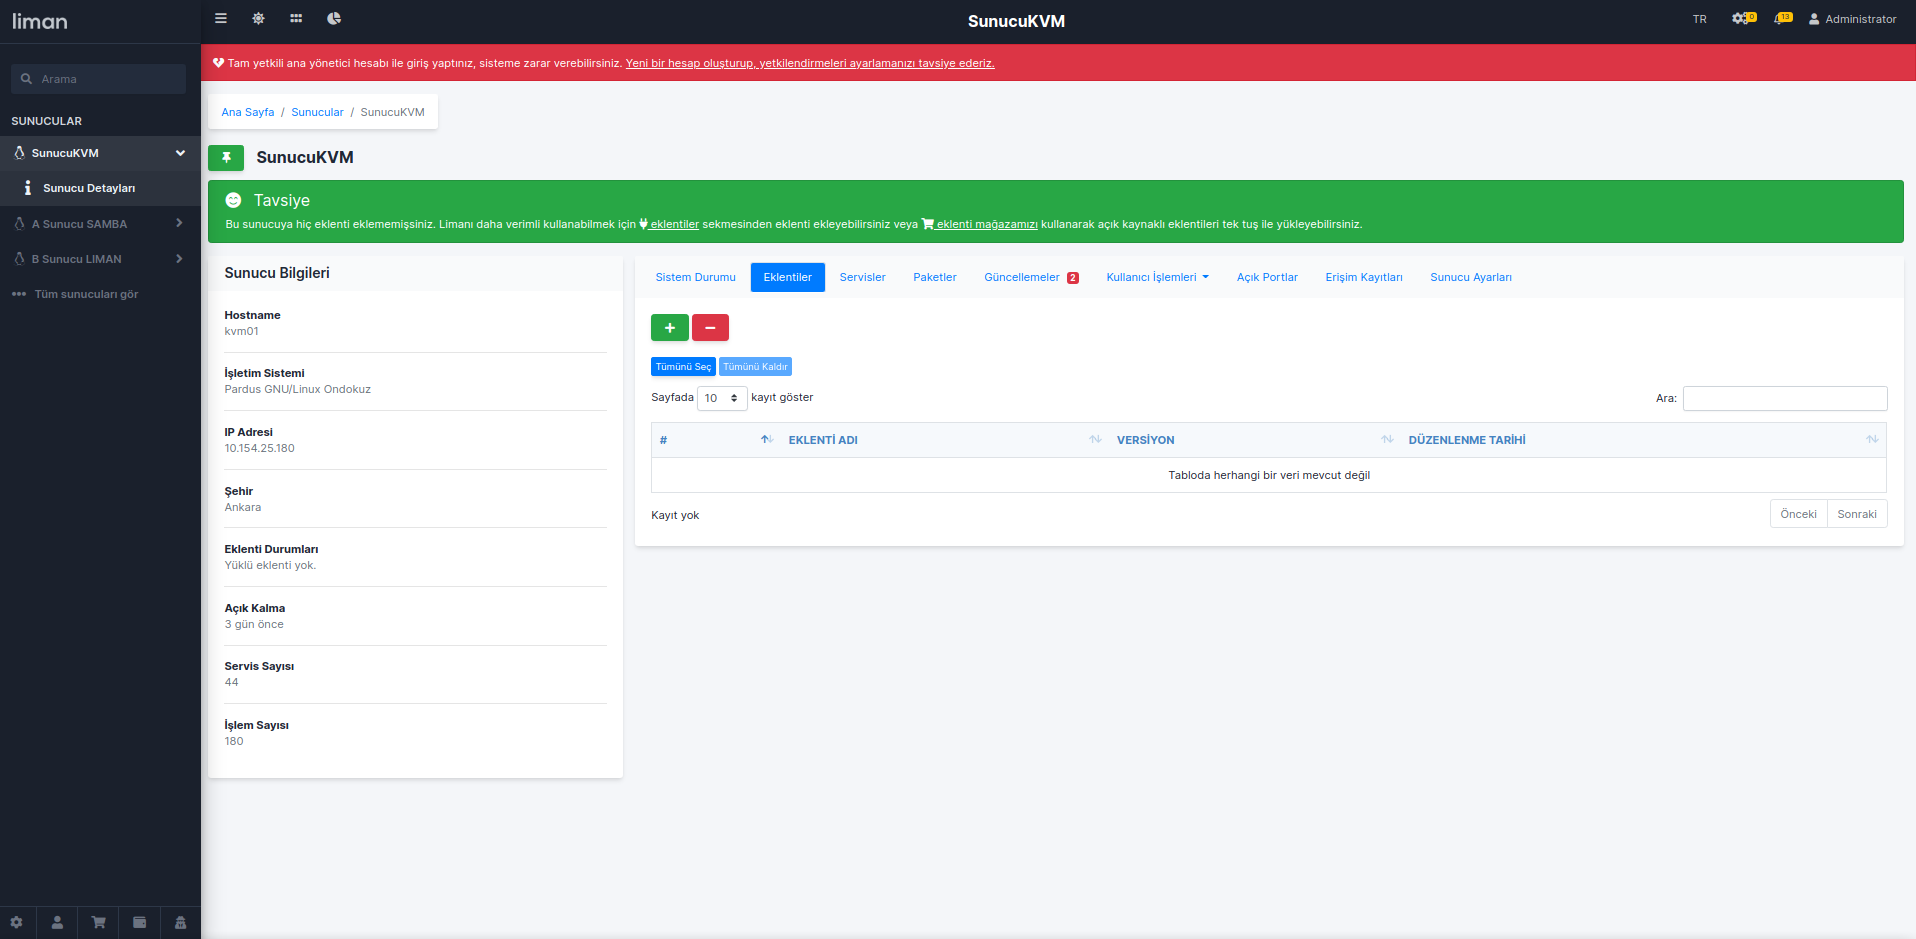 liman
SunucuKVM
TR
0
13
Administrator
Arama
Tam yetkili ana yönetici hesabı ile giriş yaptınız, sisteme zarar verebilirsiniz. Yeni bir hesap oluşturup, yetkilendirmeleri ayarlamanızı tavsiye ederiz.
Ana Sayfa / Sunucular / SunucuKVM
SUNUCULAR
SunucuKVM
Sunucu Detayları
A Sunucu SAMBA
B Sunucu LIMAN
Tüm sunucuları gör
SunucuKVM
Tavsiye
Bu sunucuya hiç eklenti eklememişsiniz. Limanı daha verimli kullanabilmek için eklentiler sekmesinden eklenti ekleyebilirsiniz veya eklenti mağazamızı kullanarak açık kaynaklı eklentileri tek tuş ile yükleyebilirsiniz.
Sunucu Bilgileri
Hostname
kvm01
İşletim Sistemi
Pardus GNU/Linux Ondokuz
IP Adresi
10.154.25.180
Şehir
Ankara
Eklenti Durumları
Yüklü eklenti yok.
Açık Kalma
3 gün önce
Servis Sayısı
44
İşlem Sayısı
180
Sistem Durumu Eklentiler Servisler Paketler Güncellemeler 2 Kullanıcı İşlemleri Açık Portlar Erişim Kayıtları Sunucu Ayarları
Tümünü Seç Tümünü Kaldır
Sayfada 10 kayıt göster
Ara:
# EKLENTİ ADI VERSİYON DÜZENLENME TARİHİ
Tabloda herhangi bir veri mevcut değil
Kayıt yok
Önceki Sonraki